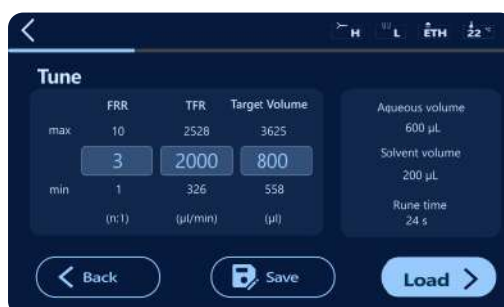 H L ETH 22 °C
Tune
FRR TFR Target Volume
max 10 2528 3625
3 2000 800
min 1 326 558
(n:1) (μl/min) (μl)
Aqueous volume
600 μL
Solvent volume
200 μL
Rune time
24 s
Back Save Load